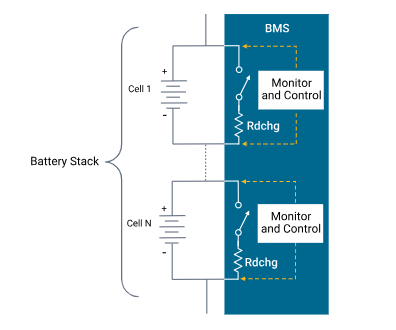 BMS
+
Cell 1
-
Monitor
and Control
Rdchg
Battery Stack
+
Cell N
-
Monitor
and Control
Rdchg